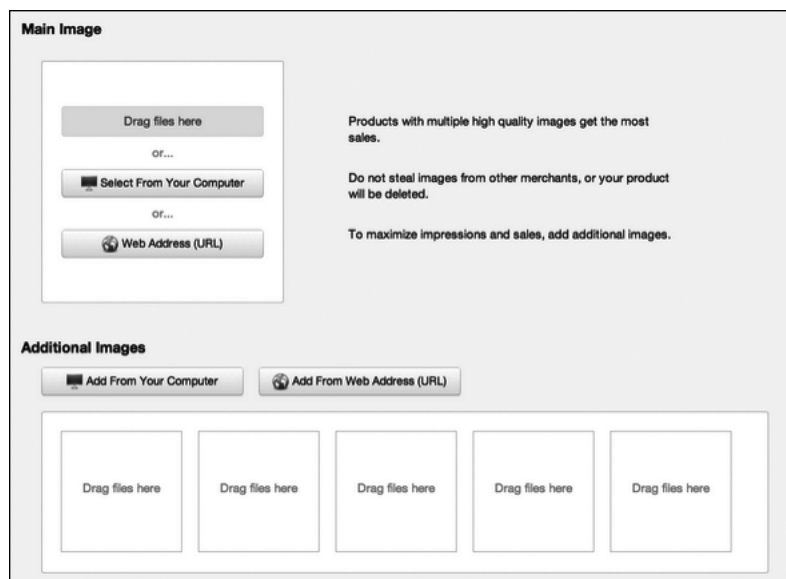 Main Image
Drag files here
or...
Select From Your Computer
or...
Web Address (URL)
Products with multiple high quality images get the most
sales.
Do not steal images from other merchants, or your product
will be deleted.
To maximize impressions and sales, add additional images.
Additional Images
Add From Your Computer
Add From Web Address (URL)
Drag files here
Drag files here
Drag files here
Drag files here
Drag files here